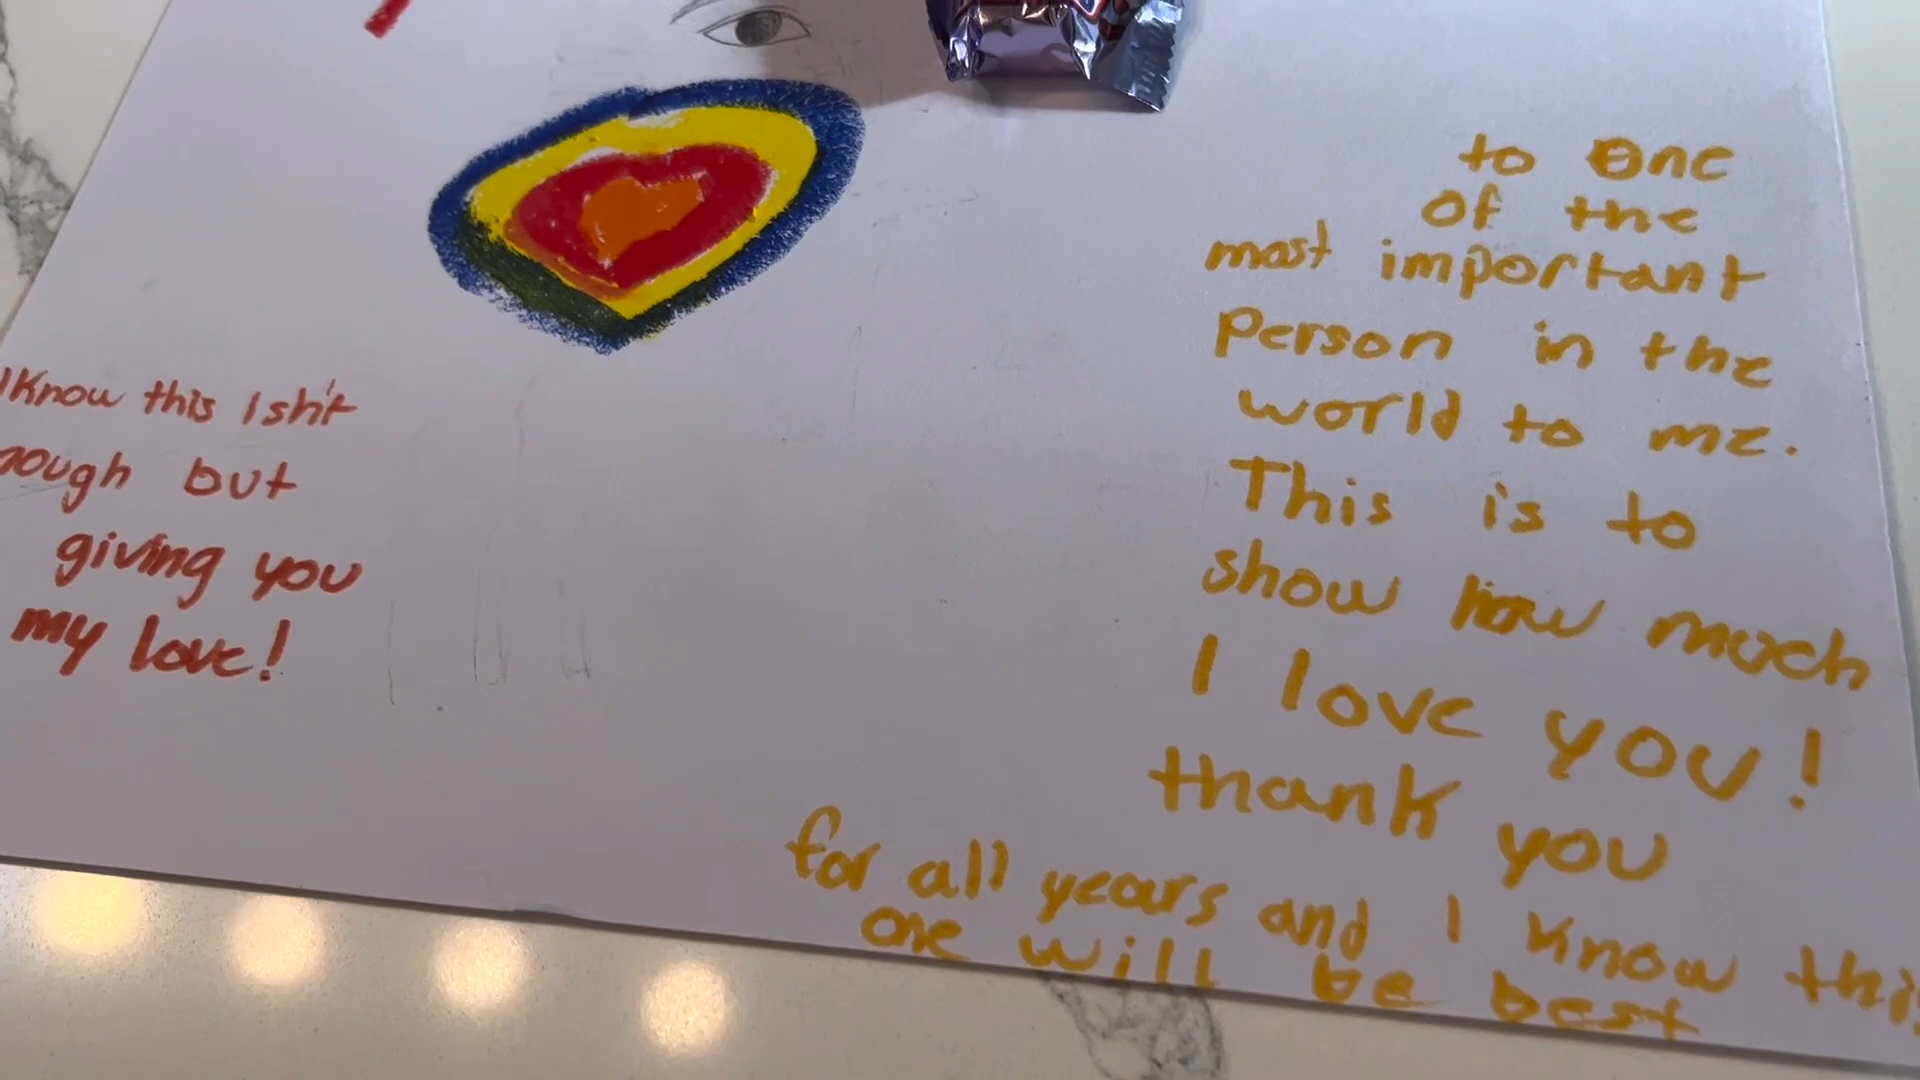 I know this isn't
nough but
giving you
my love!
to one
of the
most important
person in the
world to me.
This is to
show how much
I love you!
thank you
for all years and I know this
one will be best